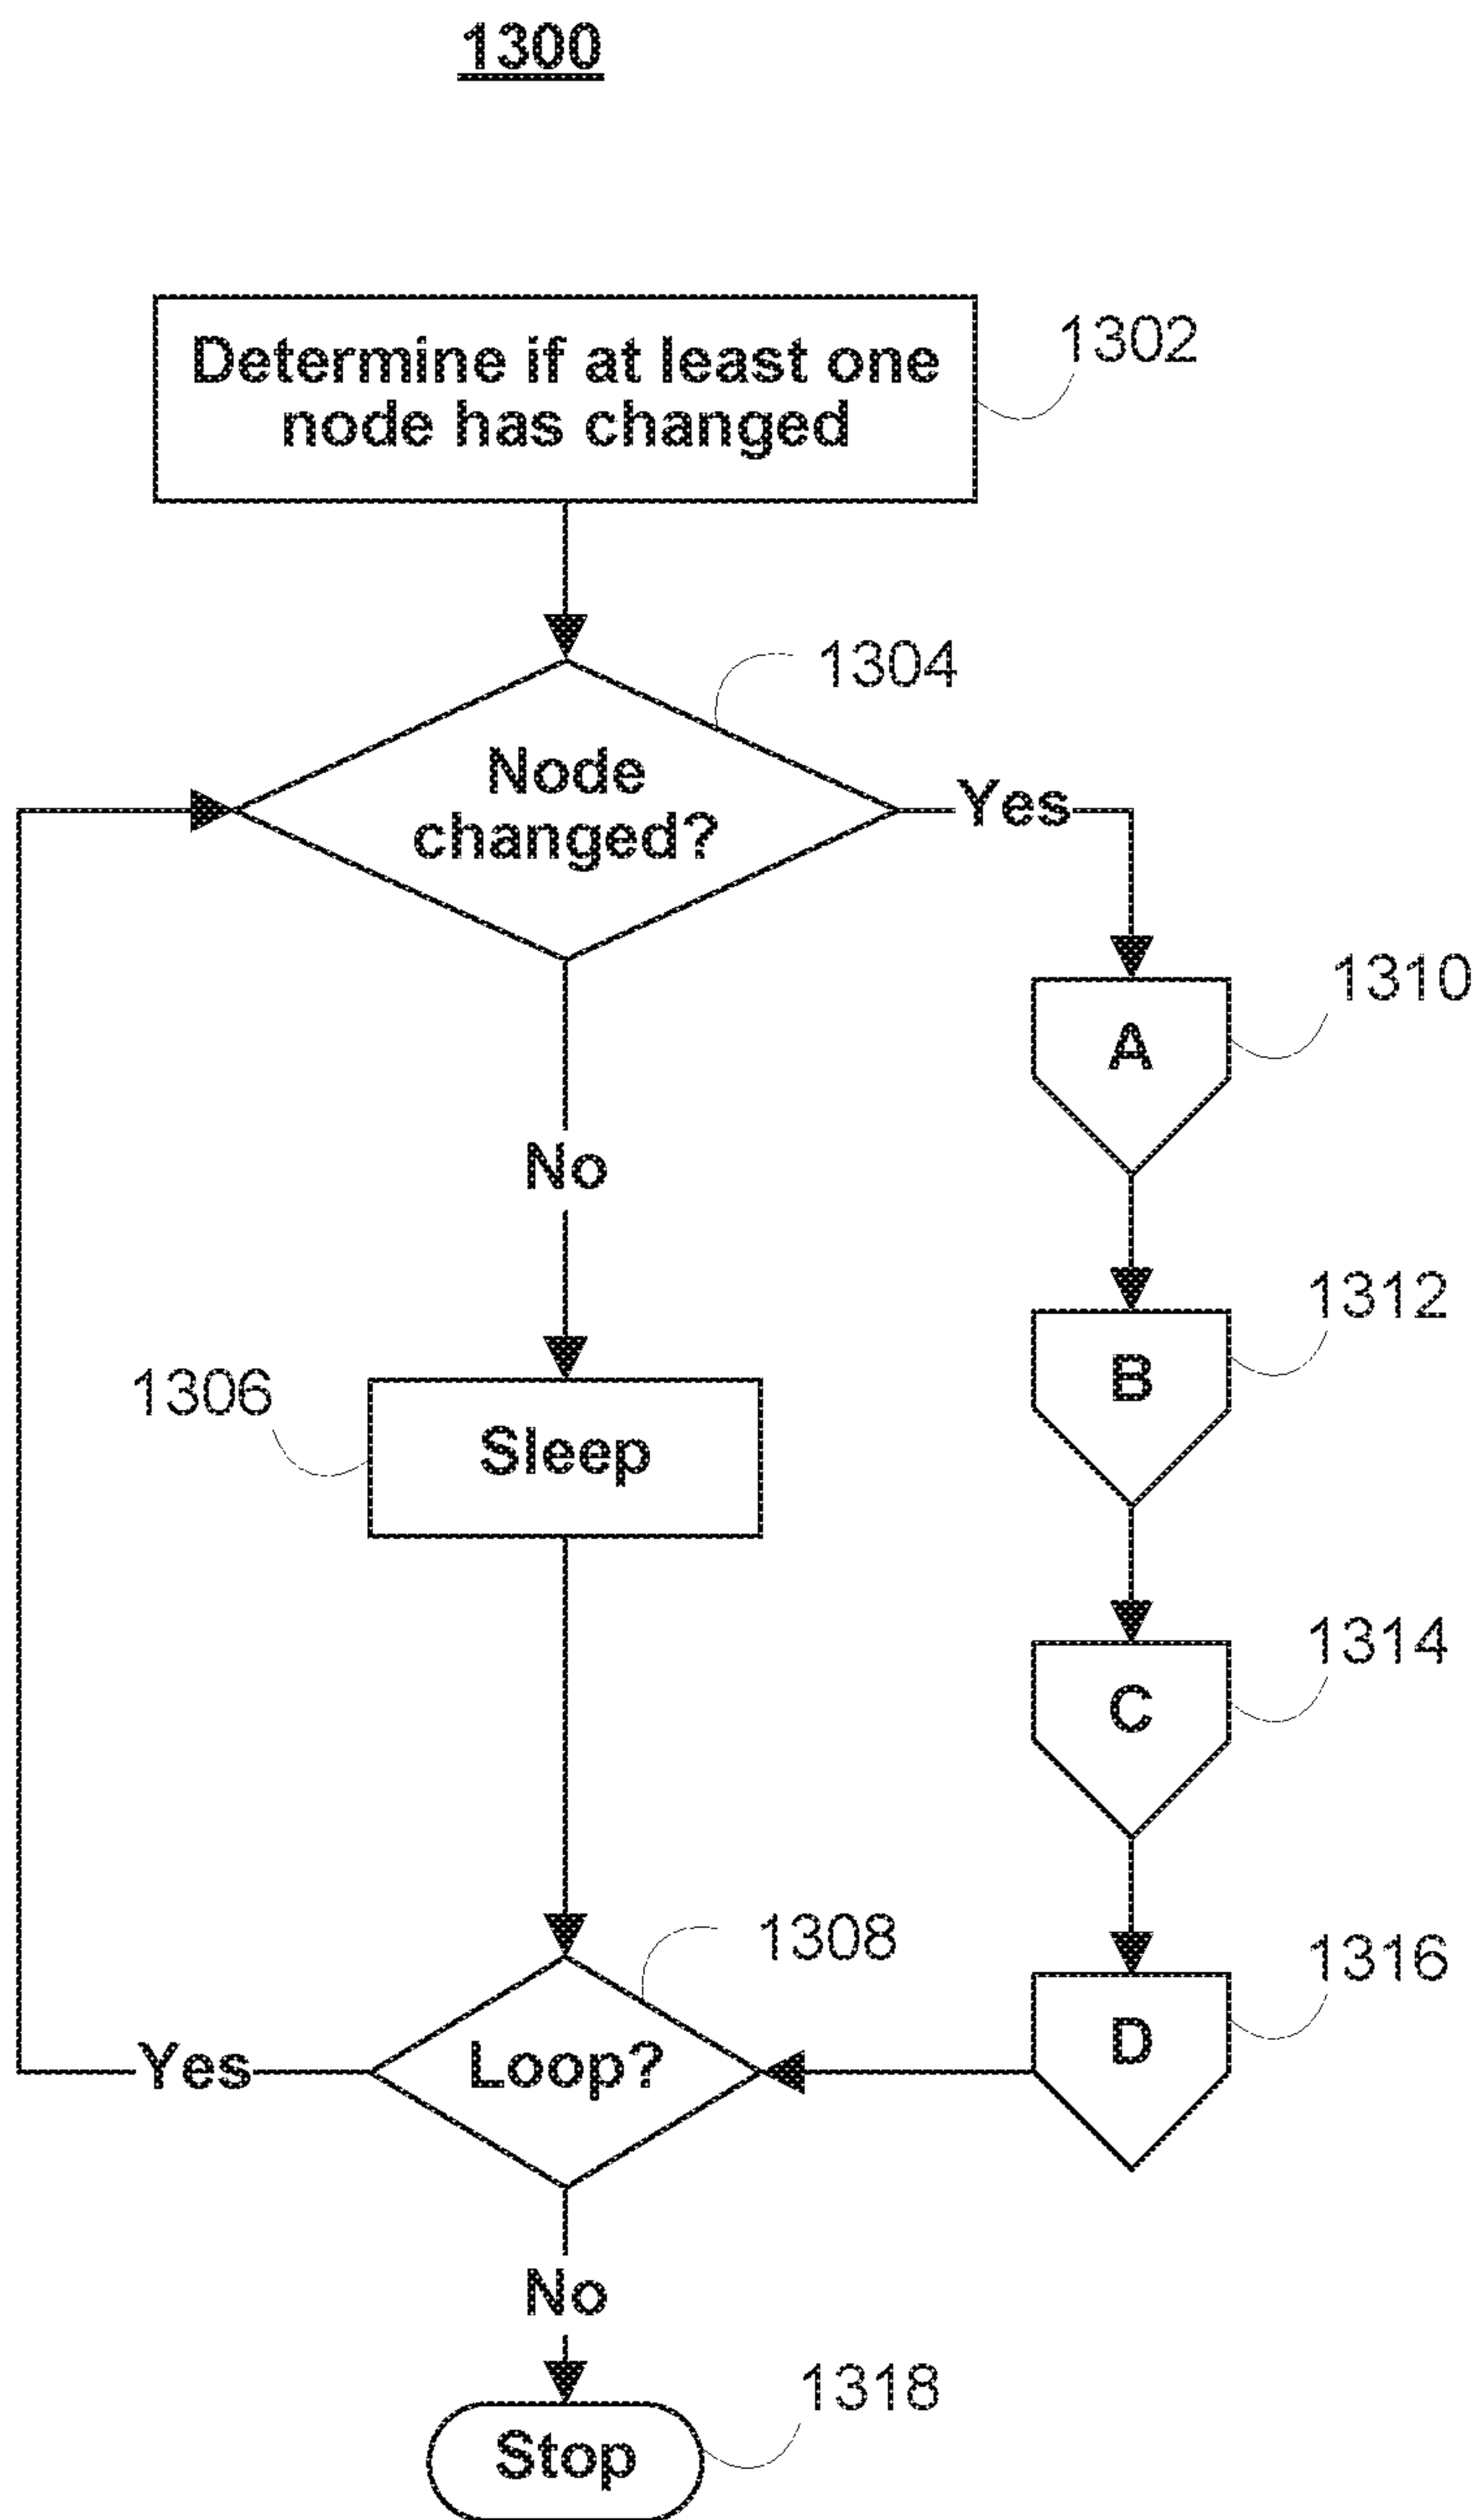 1300
Determine if at least one
node has changed
1302
1304
Node
changed?
Yes
1310
A
No
1312
B
1306
Sleep
1314
C
1308
1316
D
Loop?
Yes
No
1318
Stop